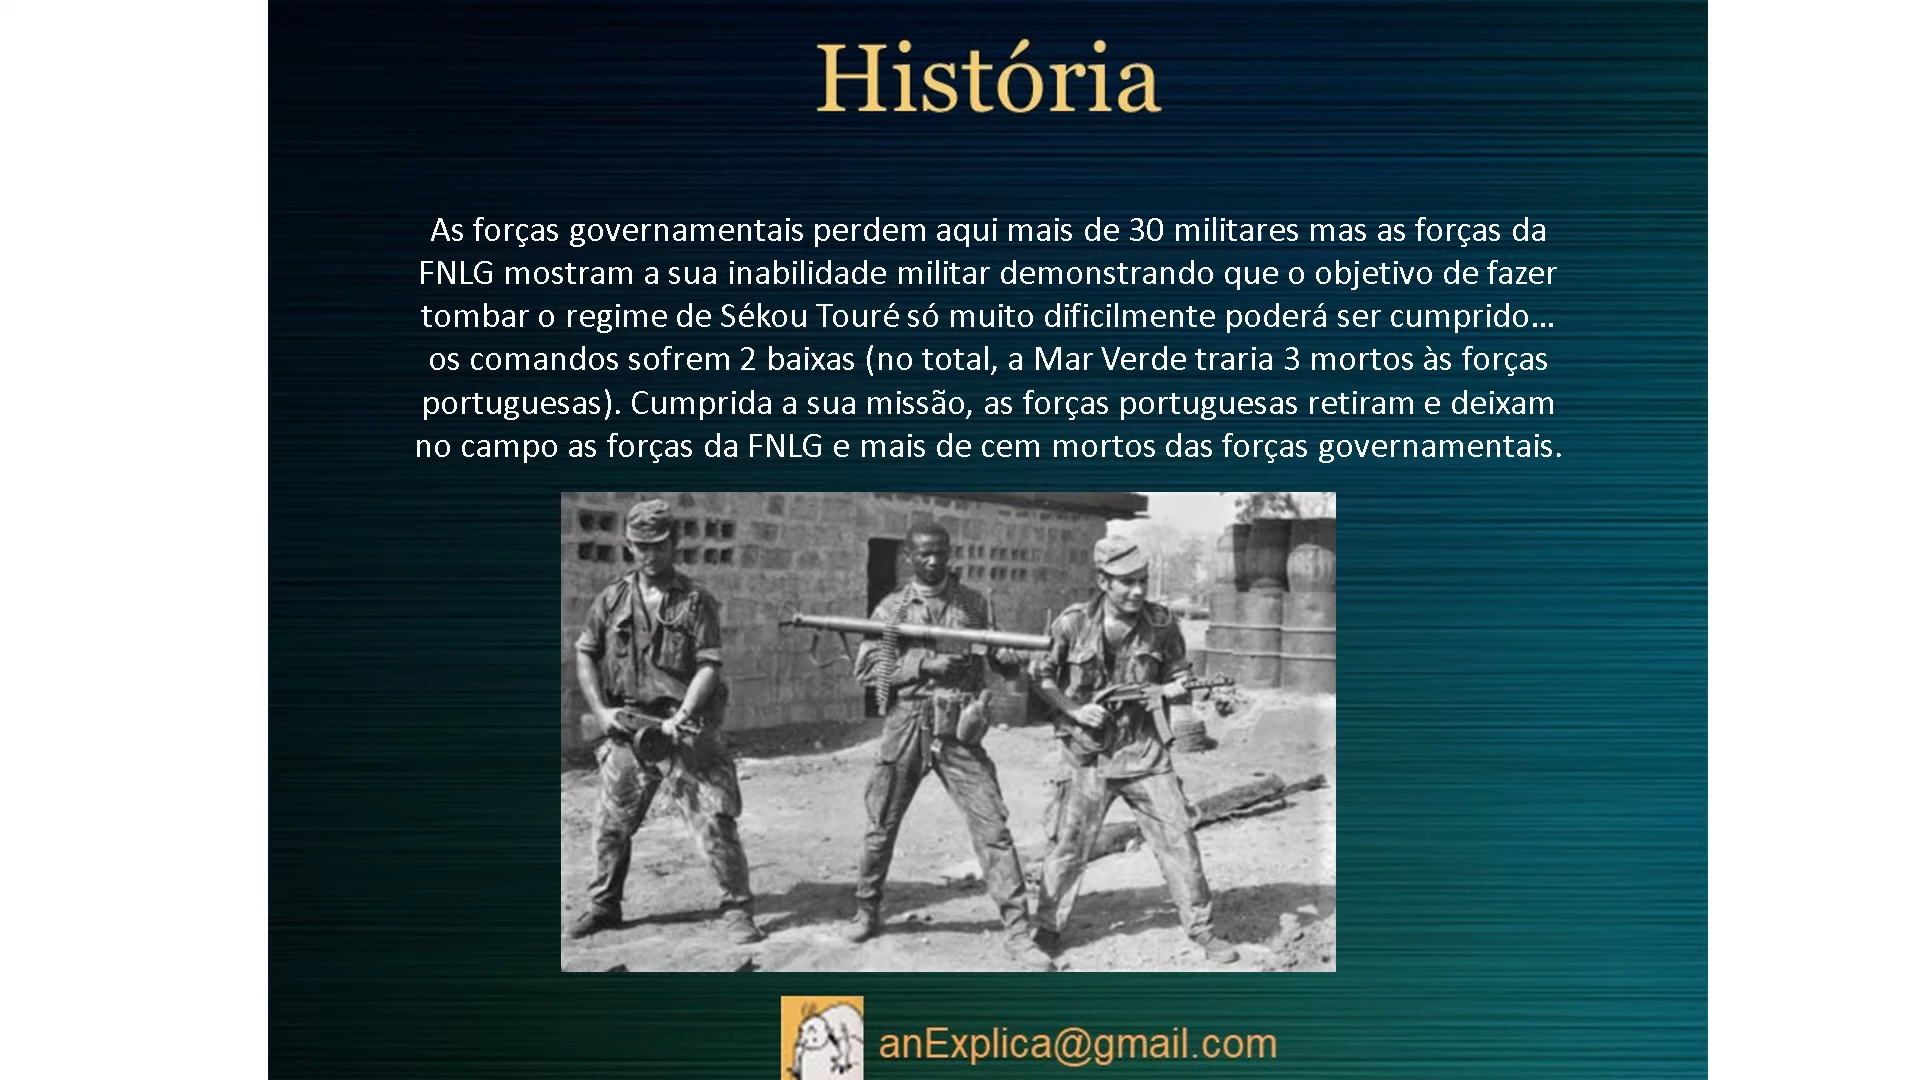 História
As forças governamentais perdem aqui mais de 30 militares mas as forças da
FNLG mostram a sua inabilidade militar demonstrando que o objetivo de fazer
tombar o regime de Sékou Touré só muito dificilmente poderá ser cumprido…
os comandos sofrem 2 baixas (no total, a Mar Verde traria 3 mortos às forças
portuguesas). Cumprida a sua missão, as forças portuguesas retiram e deixam
no campo as forças da FNLG e mais de cem mortos das forças governamentais.
anExplica@gmail.com